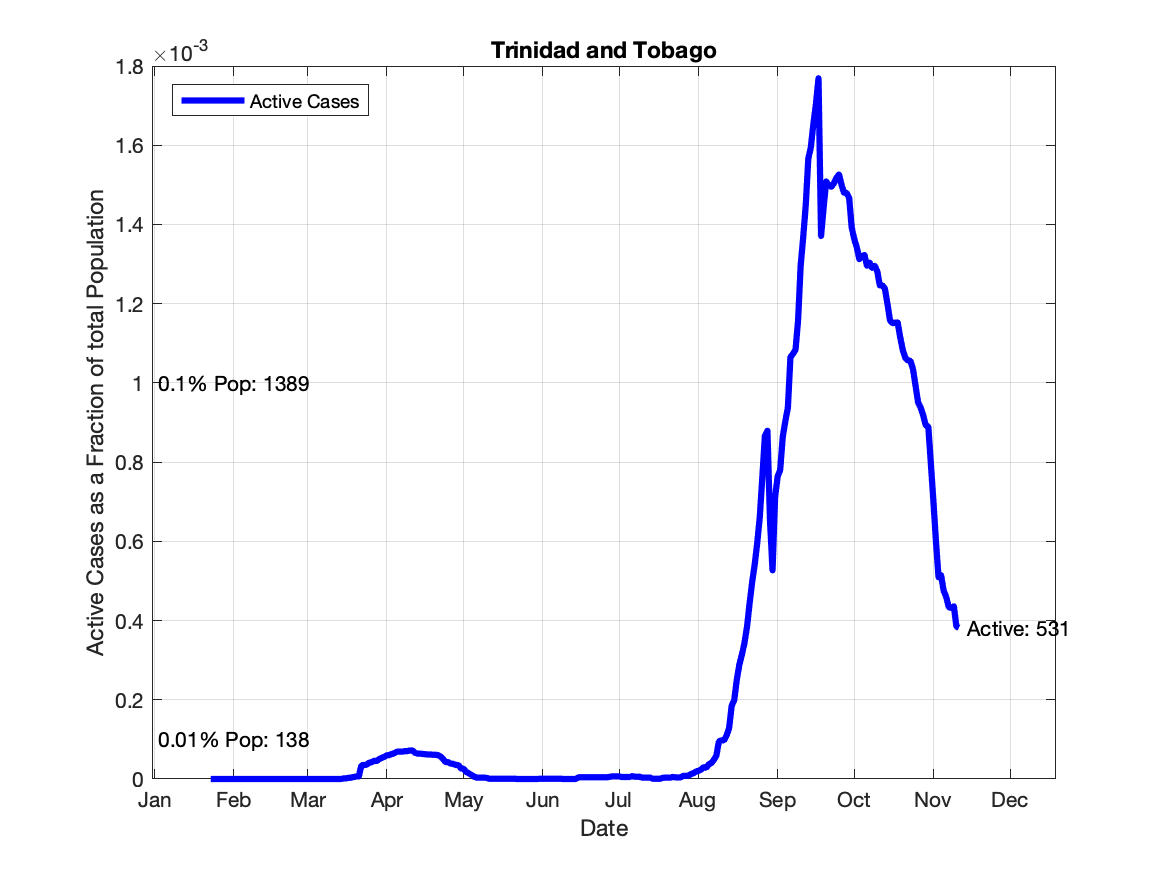 Trinidad and Tobago
×10-3
Active Cases
Active Cases as a Fraction of total Population
1.8
1.6
1.4
1.2
1
0.8
0.6
0.4
0.2
0
0.1% Pop: 1389
0.01% Pop: 138
Active: 531
Jan Feb Mar Apr May Jun Jul Aug Sep Oct Nov Dec
Date